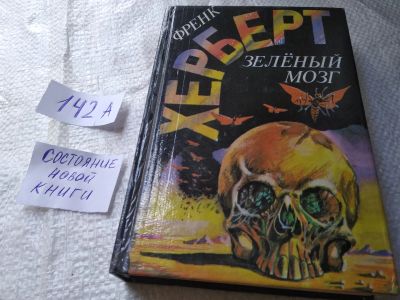 ФРЕНК
ХЕРБЕРТ
ЗЕЛЁНЫЙ
МОЗГ
142 А
СОСТОЯНИЕ
НОВОЙ
КНИГИ